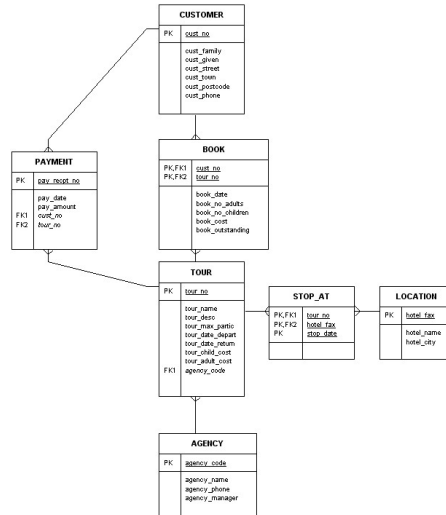 CUSTOMER
PK cust_no
cust_family
cust_given
cust_street
cust_town
cust_postcode
cust_phone
PAYMENT
PK pay_recpt_no
pay_date
pay_amount
FK1 cust_no
FK2 tour_no
BOOK
PK,FK1 cust_no
PK,FK2 tour_no
book_date
book_no_adults
book_no_children
book_cost
book_outstanding
TOUR
PK tour_no
tour_name
tour_desc
tour_max_partic
tour_date_depart
tour_date_return
tour_child_cost
tour_adult_cost
FK1 agency_code
STOP_AT
PK,FK1 tour_no
PK,FK2 hotel_fax
PK stop_date
LOCATION
PK hotel_fax
hotel_name
hotel_city
AGENCY
PK agency_code
agency_name
agency_phone
agency_manager